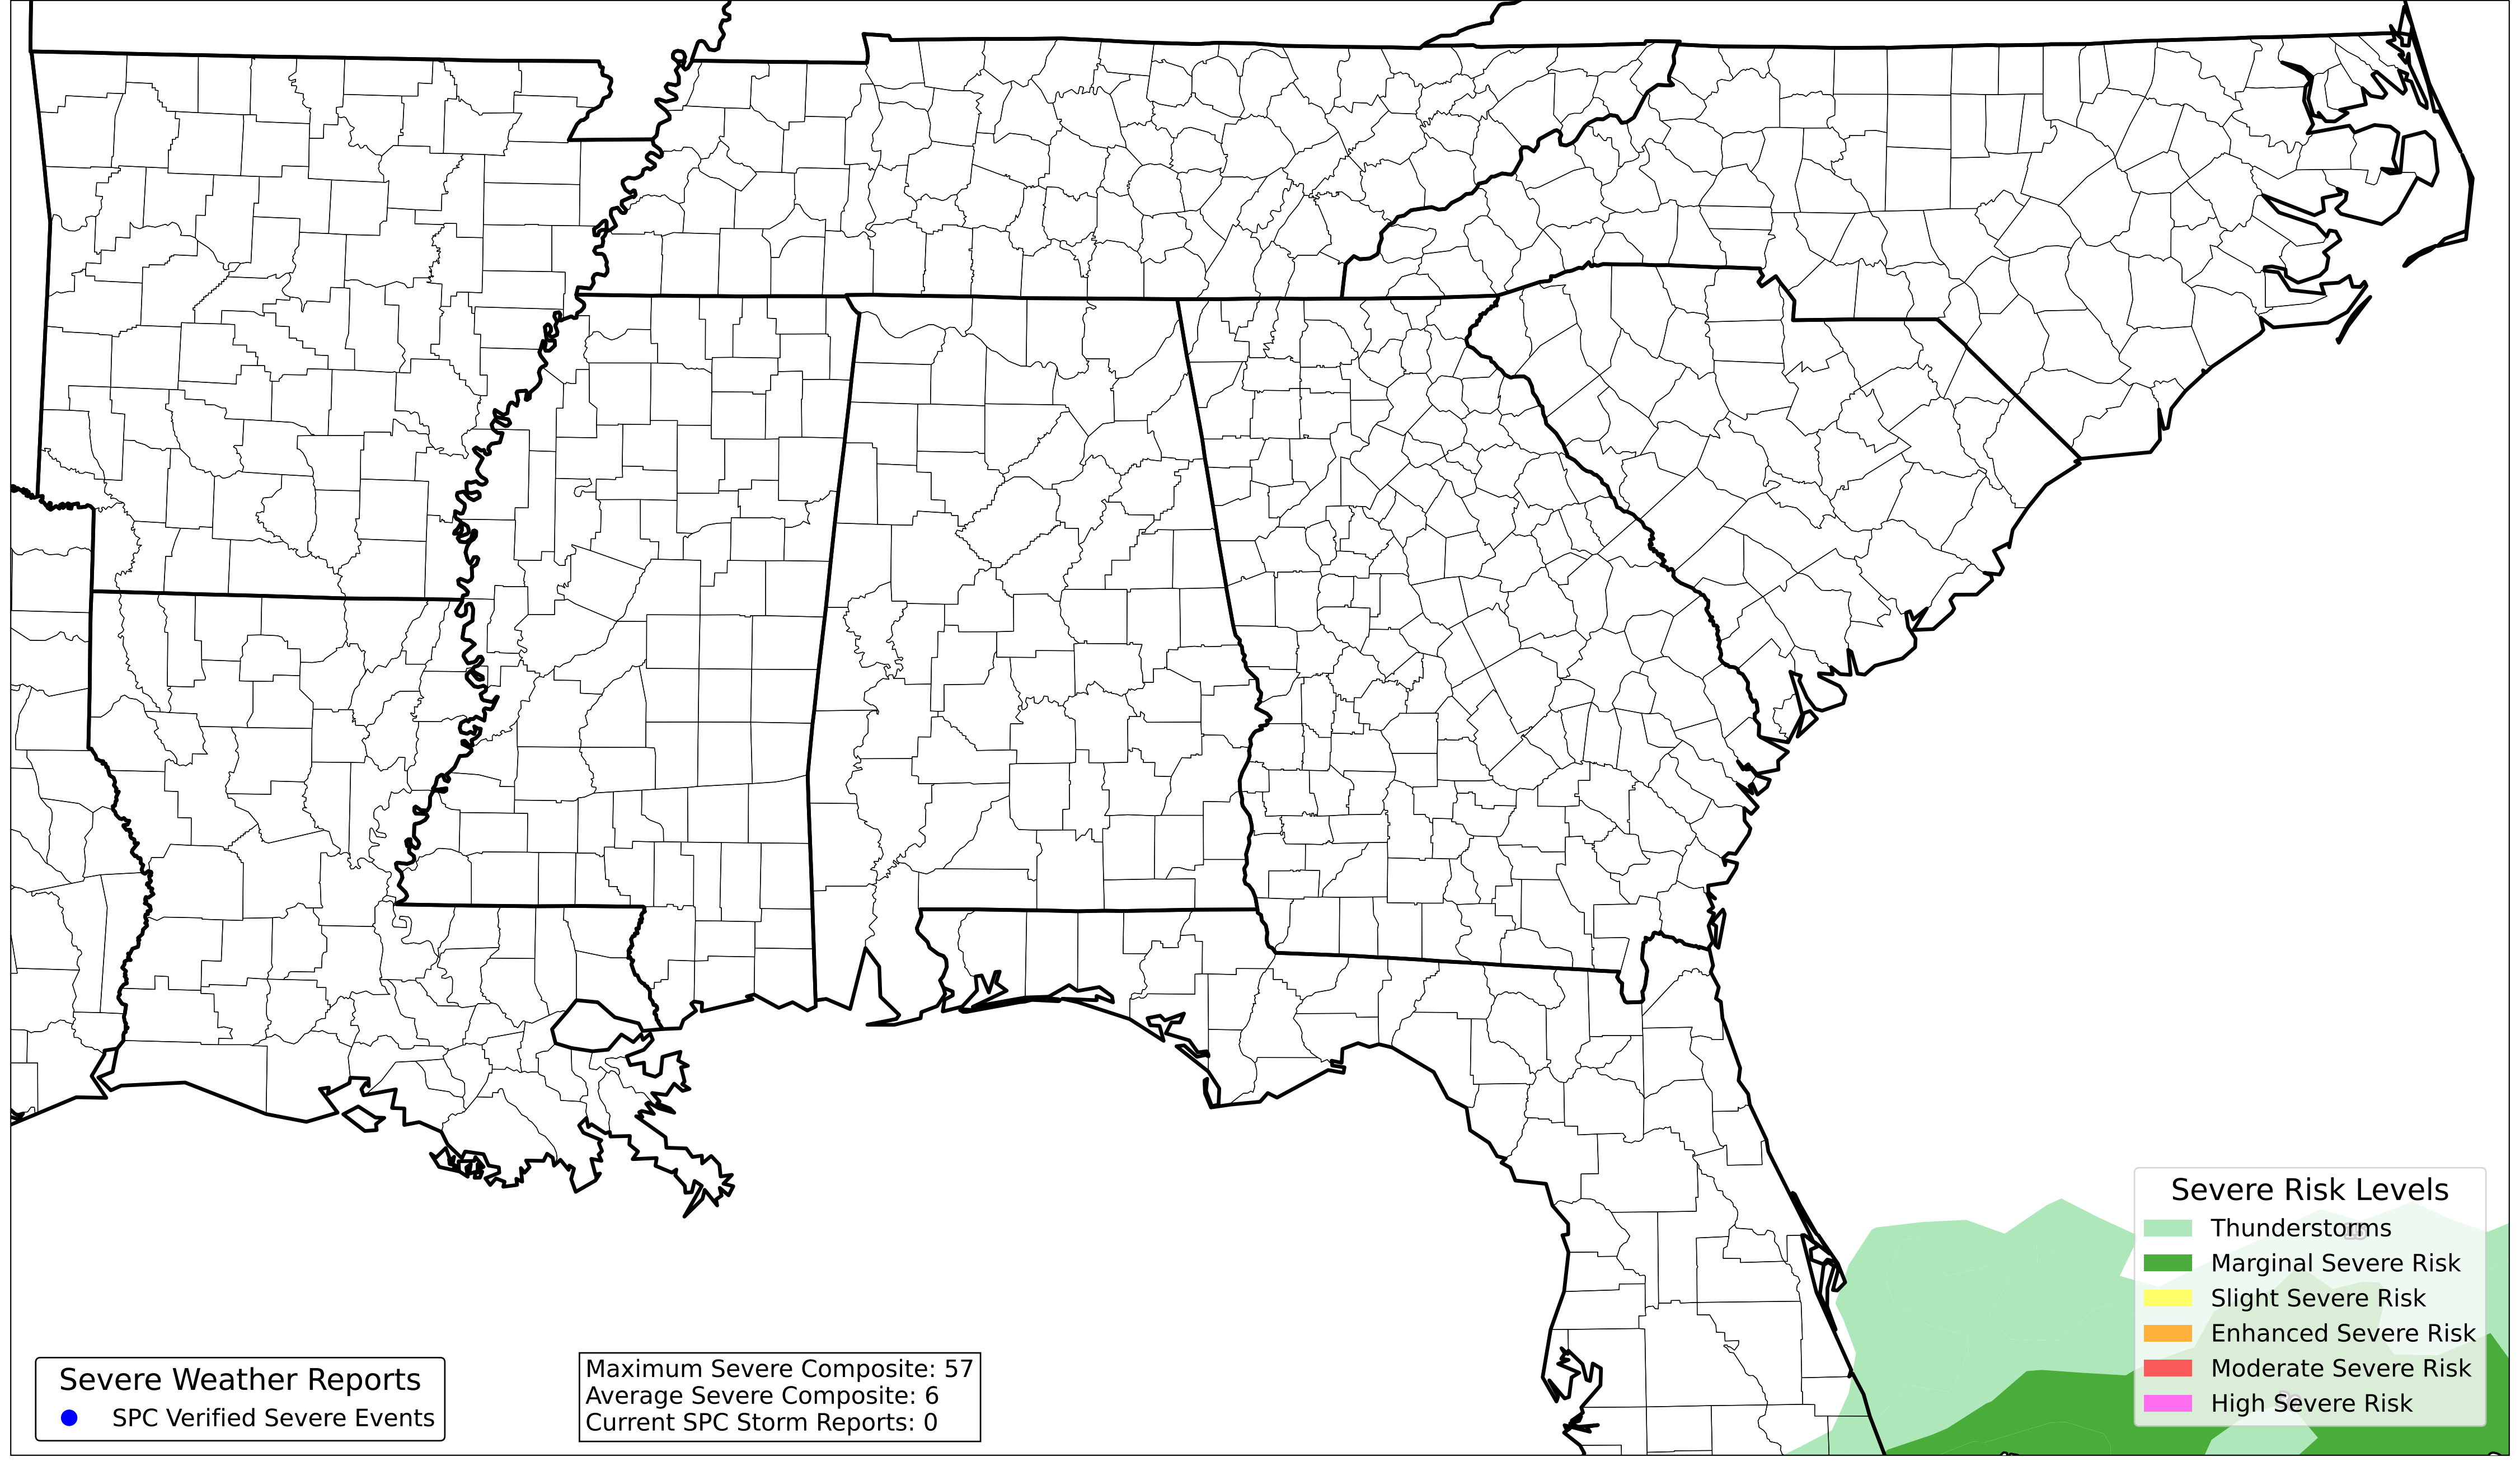 Severe Risk Levels
Thunderstorms
Marginal Severe Risk
Slight Severe Risk
Enhanced Severe Risk
Moderate Severe Risk
High Severe Risk
Severe Weather Reports
SPC Verified Severe Events
Maximum Severe Composite: 57
Average Severe Composite: 6
Current SPC Storm Reports: 0